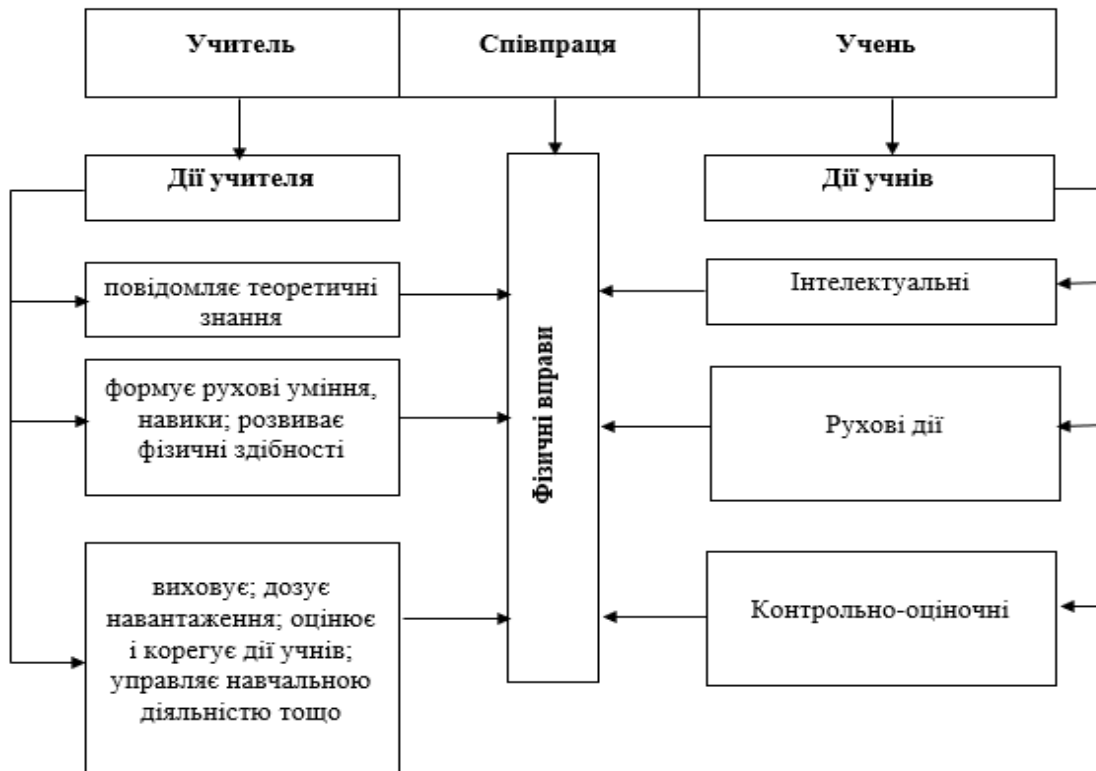 Учитель
Співпраця
Учень
Дії учителя
Дії учнів
повідомляє теоретичні
знання
Інтелектуальні
формує рухові уміння,
навики; розвиває
фізичні здібності
Фізичні вправи
Рухові дії
виховує; дозує
навантаження; оцінює
і корегує дії учнів;
управляє навчальною
діяльністю тощо
Контрольно-оціночні